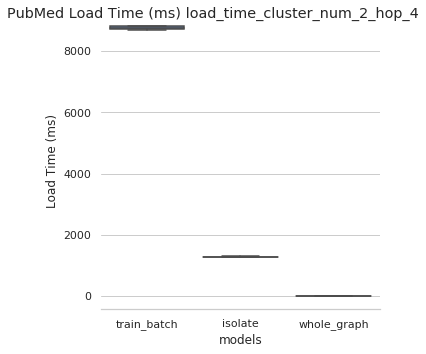 PubMed Load Time (ms) load_time_cluster_num_2_hop_4
8000
6000
4000
2000
0
Load Time (ms)
train_batch
isolate
whole_graph
models